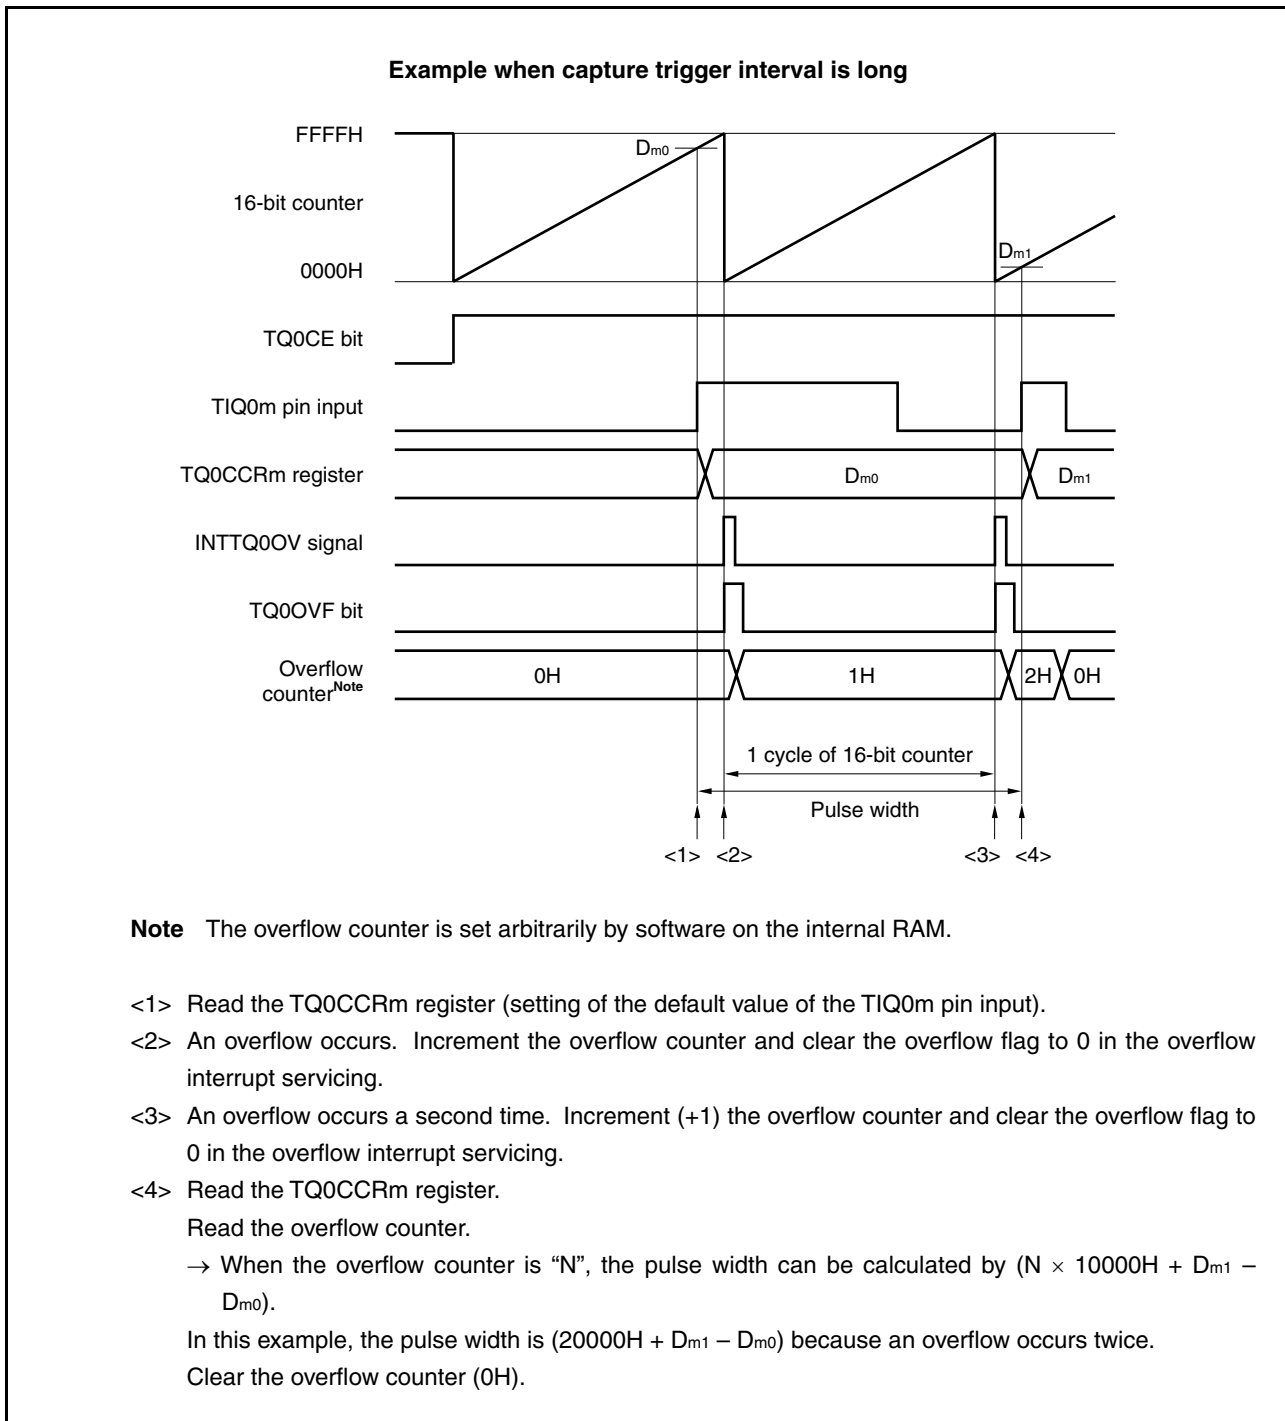 Example when capture trigger interval is long
FFFFH
Dm0
16-bit counter
Dm1
0000H
TQ0CE bit
TIQ0m pin input
TQ0CCRm register
Dm0
Dm1
INTTQ0OV signal
TQ0OVF bit
Overflow
counterNote
0H
1H
2H
0H
1 cycle of 16-bit counter
Pulse width
<1> <2> <3> <4>
Note The overflow counter is set arbitrarily by software on the internal RAM.
<1> Read the TQ0CCRm register (setting of the default value of the TIQ0m pin input).
<2> An overflow occurs. Increment the overflow counter and clear the overflow flag to 0 in the overflow
interrupt servicing.
<3> An overflow occurs a second time. Increment (+1) the overflow counter and clear the overflow flag to
0 in the overflow interrupt servicing.
<4> Read the TQ0CCRm register.
Read the overflow counter.
→ When the overflow counter is “N”, the pulse width can be calculated by (N × 10000H + Dm1 –
Dm0).
In this example, the pulse width is (20000H + Dm1 – Dm0) because an overflow occurs twice.
Clear the overflow counter (0H).